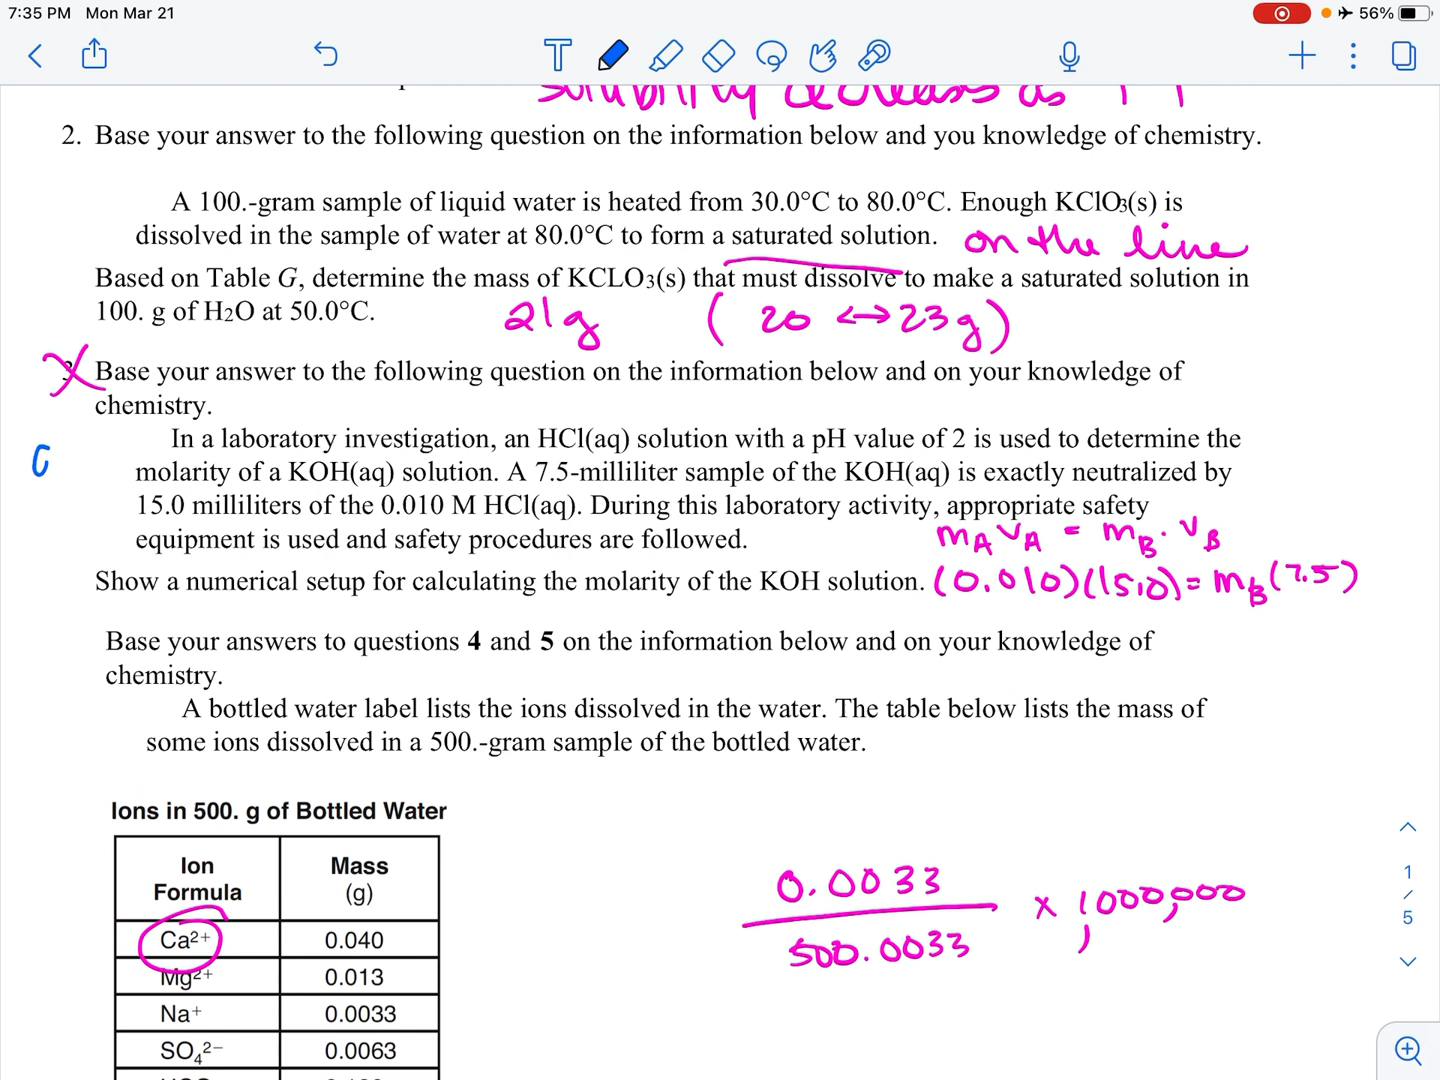 7:35 PM Mon Mar 21
56%
solubility decreases as
2. Base your answer to the following question on the information below and you knowledge of chemistry.
A 100.-gram sample of liquid water is heated from 30.0°C to 80.0°C. Enough KClO3(s) is
dissolved in the sample of water at 80.0°C to form a saturated solution. on the line
Based on Table G, determine the mass of KCLO3(s) that must dissolve to make a saturated solution in
100. g of H2O at 50.0°C. 21g ( 20 ↔ 23g)
Base your answer to the following question on the information below and on your knowledge of
chemistry.
In a laboratory investigation, an HCl(aq) solution with a pH value of 2 is used to determine the
molarity of a KOH(aq) solution. A 7.5-milliliter sample of the KOH(aq) is exactly neutralized by
15.0 milliliters of the 0.010 M HCl(aq). During this laboratory activity, appropriate safety
equipment is used and safety procedures are followed. MAVA = MB · VB
Show a numerical setup for calculating the molarity of the KOH solution. (0.010)(15.0) = MB(7.5)
Base your answers to questions 4 and 5 on the information below and on your knowledge of
chemistry.
A bottled water label lists the ions dissolved in the water. The table below lists the mass of
some ions dissolved in a 500.-gram sample of the bottled water.
Ions in 500. g of Bottled Water
Ion Formula Mass (g)
Ca2+ 0.040
Mg2+ 0.013
Na+ 0.0033
SO42− 0.0063
0.0033
500.0033
x 1,000,000
1
/
5